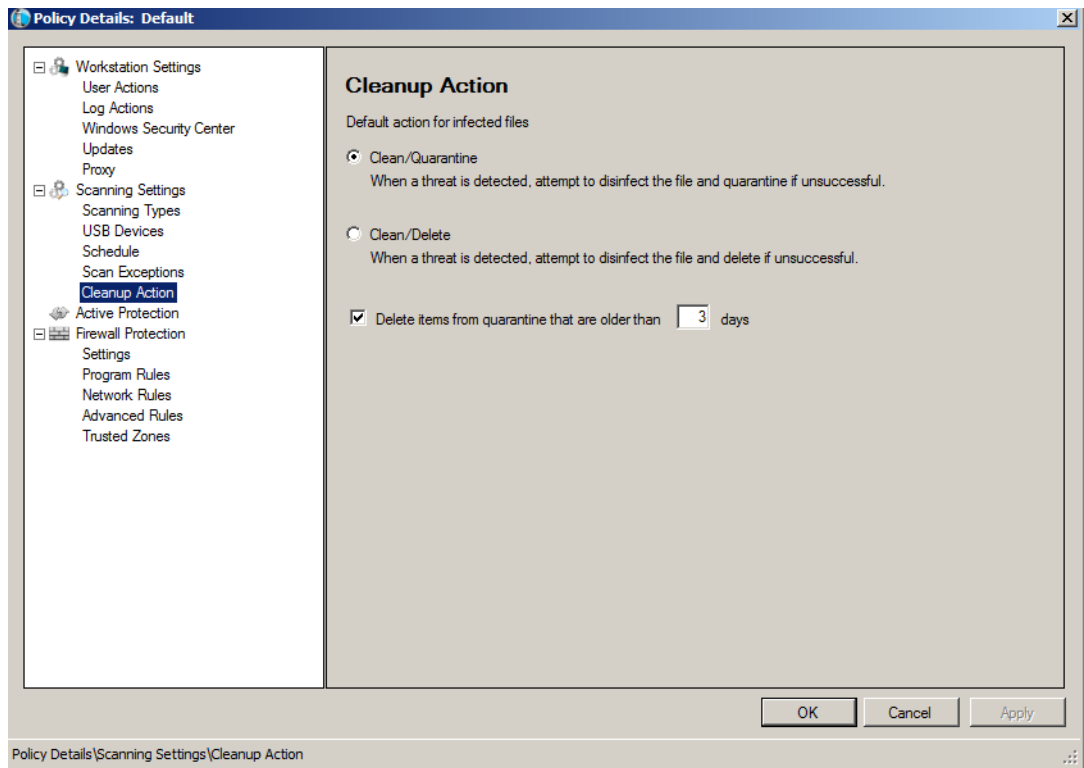 Policy Details: Default
Workstation Settings
User Actions
Log Actions
Windows Security Center
Updates
Proxy
Scanning Settings
Scanning Types
USB Devices
Schedule
Scan Exceptions
Cleanup Action
Active Protection
Firewall Protection
Settings
Program Rules
Network Rules
Advanced Rules
Trusted Zones
Cleanup Action
Default action for infected files
Clean/Quarantine
When a threat is detected, attempt to disinfect the file and quarantine if unsuccessful.
Clean/Delete
When a threat is detected, attempt to disinfect the file and delete if unsuccessful.
Delete items from quarantine that are older than 3 days
OK Cancel Apply
Policy Details\Scanning Settings\Cleanup Action